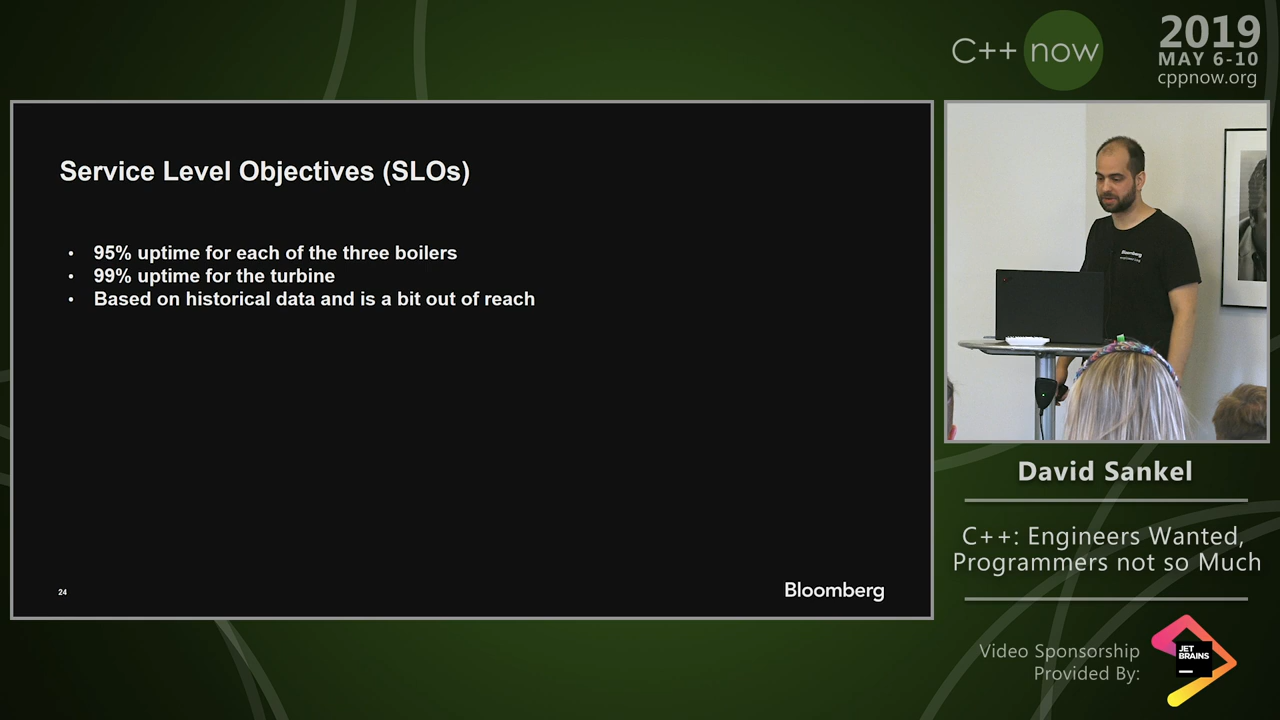 C++ now
2019
MAY 6-10
cppnow.org
Service Level Objectives (SLOs)
• 95% uptime for each of the three boilers
• 99% uptime for the turbine
• Based on historical data and is a bit out of reach
24
Bloomberg
Bloomberg
David Sankel
C++: Engineers Wanted,
Programmers not so Much
Video Sponsorship
Provided By:
JET
BRAINS